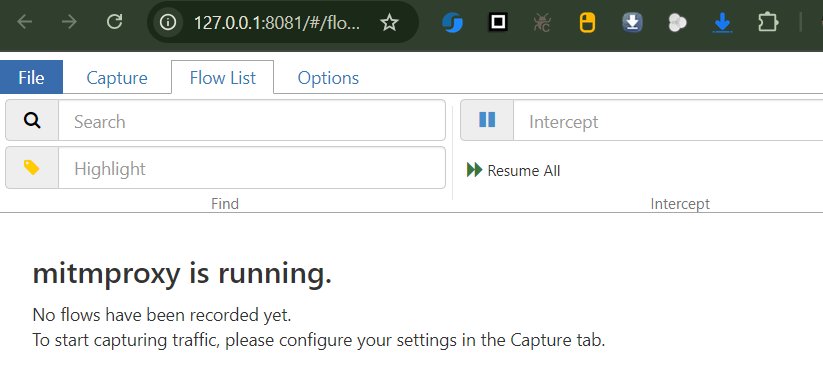 127.0.0.1:8081/#/flo...
File Capture Flow List Options
Search
Intercept
Highlight
Resume All
Find
Intercept
mitmproxy is running.
No flows have been recorded yet.
To start capturing traffic, please configure your settings in the Capture tab.